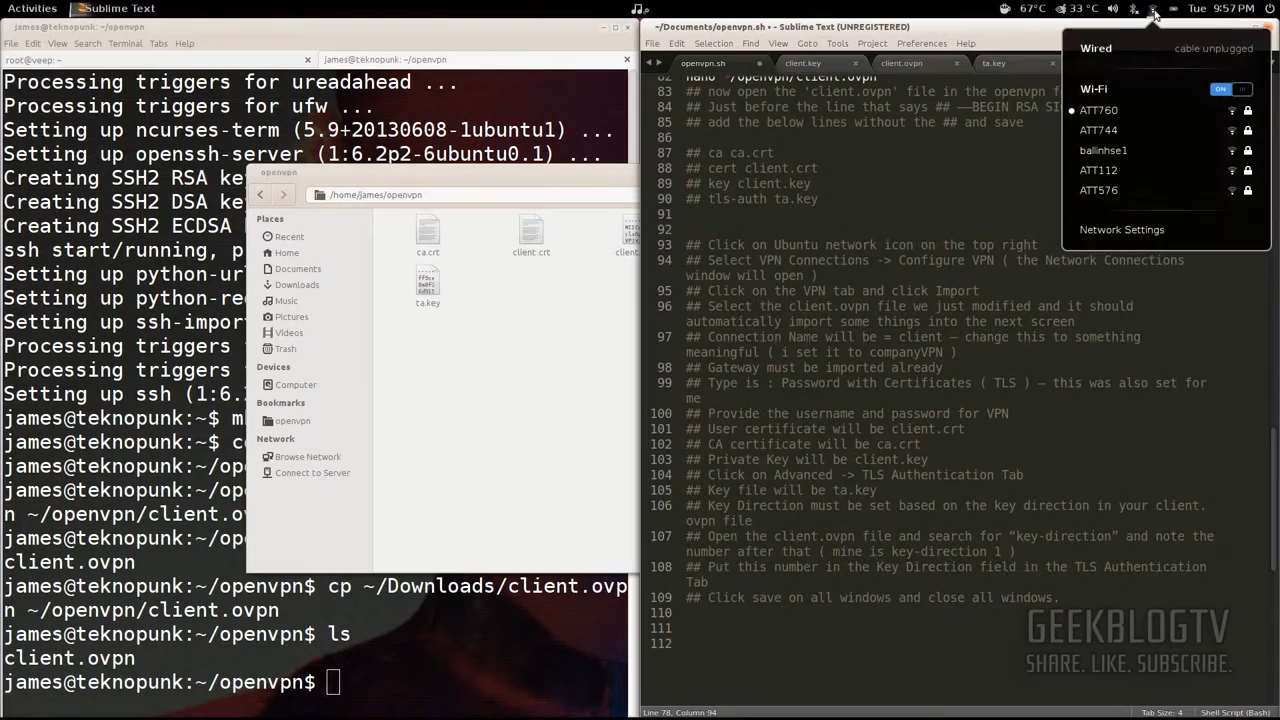 Activities
Sublime Text
67°C
33 °C
Tue 9:57PM
james@teknopunk: ~/openvpn
File Edit View Search Terminal Tabs Help
root@veep: ~
james@teknopunk: ~/openvpn
Processing triggers for ureadahead ...
Processing triggers for ufw ...
Setting up ncurses-term (5.9+20130608-1ubuntu1) ...
Setting up openssh-server (1:6.2p2-6ubuntu0.1) ...
Creating SSH2 RSA ke
Creating SSH2 DSA ke
Creating SSH2 ECDSA
ssh start/running, p
Setting up python-ur
Setting up python-re
Setting up ssh-impor
Processing triggers
Processing triggers
Setting up ssh (1:6.
james@teknopunk:~$ m
james@teknopunk:~$ c
james@teknopunk:~/op
james@teknopunk:~/op
n ~/openvpn/client.o
james@teknopunk:~/op
client.ovpn
james@teknopunk:~/openvpn$ cp ~/Downloads/client.ovp
n ~/openvpn/client.ovpn
james@teknopunk:~/openvpn$ ls
client.ovpn
james@teknopunk:~/openvpn$
openvpn
/home/james/openvpn
Places
Recent
Home
Documents
Downloads
Music
Pictures
Videos
Trash
Devices
Computer
openvpn
Network
Browse Network
Connect to Server
ca.crt
client.crt
client.
ta.key
~/Documents/openvpn.sh • - Sublime Text (UNREGISTERED)
File Edit Selection Find View Goto Tools Project Preferences Help
openvpn.sh
client.key
client.ovpn
ta.key
82 nano ~/openvpn/client.ovpn
83 ## now open the 'client.ovpn' file in the openvpn f
84 ## Just before the line that says ## ——BEGIN RSA SI
85 ## add the below lines without the ## and save
86
87 ## ca ca.crt
88 ## cert client.crt
89 ## key client.key
90 ## tls-auth ta.key
91
92
93 ## Click on Ubuntu network icon on the top right
94 ## Select VPN Connections -> Configure VPN ( the Network Connections
window will open )
95 ## Click on the VPN tab and click Import
96 ## Select the client.ovpn file we just modified and it should
automatically import some things into the next screen
97 ## Connection Name will be = client – change this to something
meaningful ( i set it to companyVPN )
98 ## Gateway must be imported already
99 ## Type is : Password with Certificates ( TLS ) – this was also set for
me
100 ## Provide the username and password for VPN
101 ## User certificate will be client.crt
102 ## CA certificate will be ca.crt
103 ## Private Key will be client.key
104 ## Click on Advanced -> TLS Authentication Tab
105 ## Key file will be ta.key
106 ## Key Direction must be set based on the key direction in your client.
ovpn file
107 ## Open the client.ovpn file and search for “key-direction” and note the
number after that ( mine is key-direction 1 )
108 ## Put this number in the Key Direction field in the TLS Authentication
Tab
109 ## Click save on all windows and close all windows.
110
111
112
Wired cable unplugged
Wi-Fi ON
ATT760
ATT744
ballinhse1
ATT112
ATT576
Network Settings
GEEKBLOGTV
SHARE. LIKE. SUBSCRIBE.
Line 78, Column 94
Tab Size: 4
Shell Script (Bash)